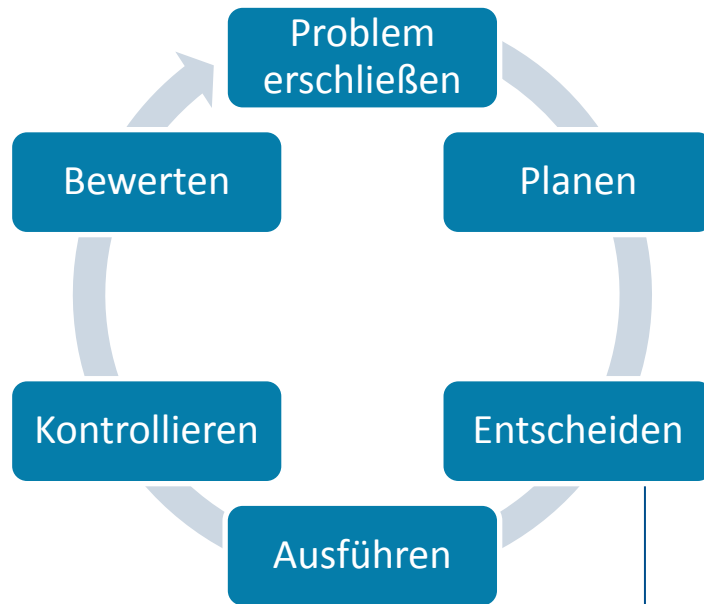 Problem
erschließen
Planen
Entscheiden
Ausführen
Kontrollieren
Bewerten